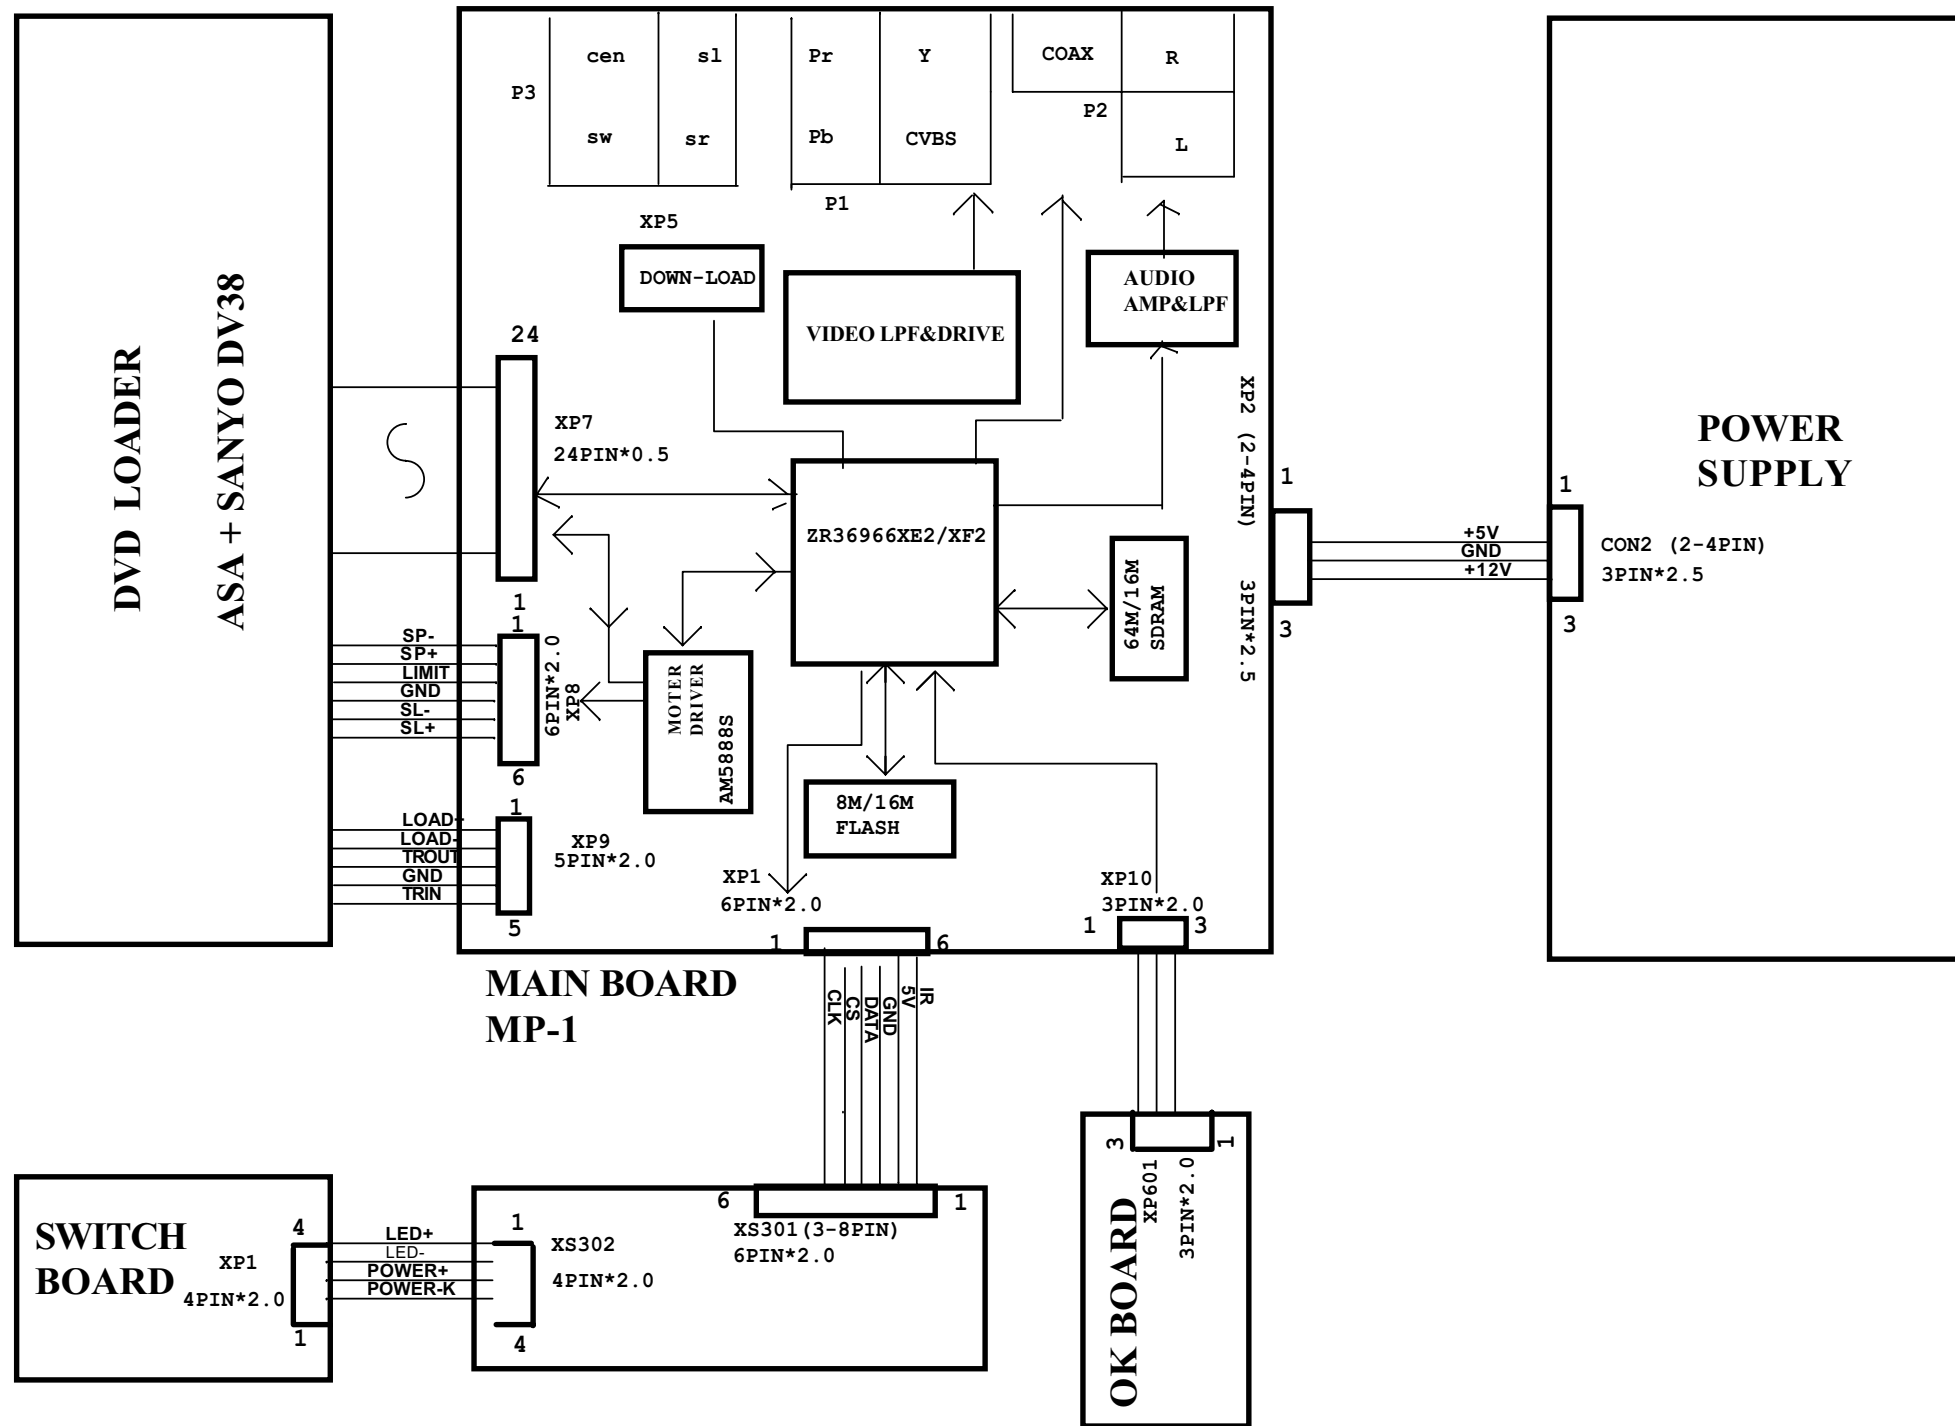 cen
sl
Pr
Y
COAX
R
P3
P2
sw
sr
Pb
CVBS
L
P1
XP5
DOWN-LOAD
VIDEO LPF&DRIVE
AUDIO
AMP&LPF
DVD LOADER
ASA + SANYO DV38
24
XP7
24PIN*0.5
1
ZR36966XE2/XF2
64M/16M
SDRAM
XP2 (2-4PIN) 3PIN*2.5
1
3
+5V
GND
+12V
POWER
SUPPLY
1
CON2 (2-4PIN)
3PIN*2.5
3
SP-
SP+
LIMIT
GND
SL-
SL+
1
6PIN*2.0
XP8
6
MOTER
DRIVER
AM5888S
8M/16M
FLASH
LOAD+
LOAD-
TROUT
GND
TRIN
1
XP9
5PIN*2.0
5
XP1
6PIN*2.0
1
6
XP10
3PIN*2.0
1
3
MAIN BOARD
MP-1
CLK
CS
DATA
GND
5V
IR
SWITCH
BOARD
XP1
4PIN*2.0
4
1
LED+
LED-
POWER+
POWER-K
1
XS302
4PIN*2.0
4
6
1
XS301(3-8PIN)
6PIN*2.0
3
1
XP601
3PIN*2.0
OK BOARD